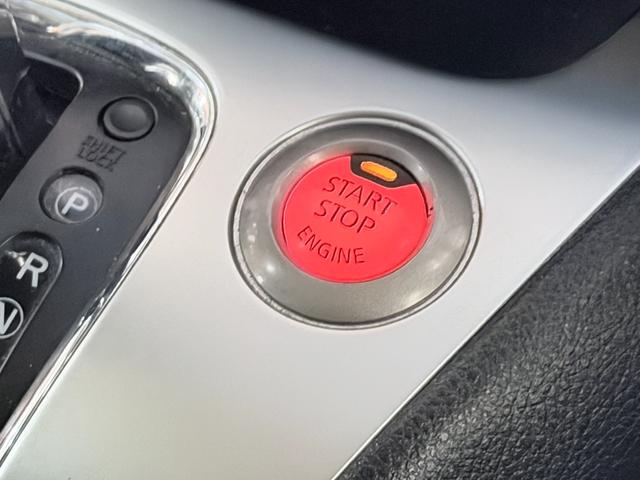 SHIFT
LOCK
P
R
N
START
STOP
ENGINE